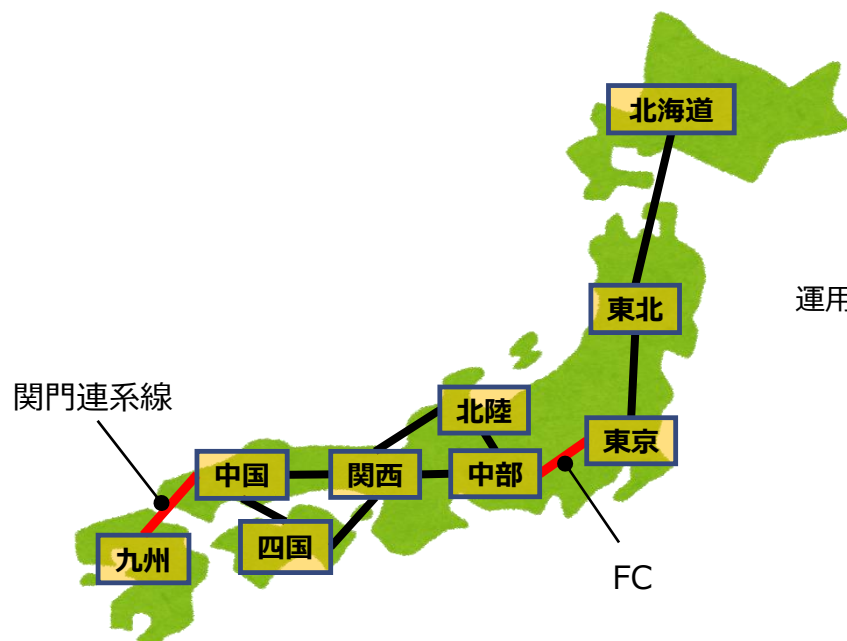 北海道
東北
運用
関門連系線
北陸
東京
中国
関西
中部
四国
九州
FC